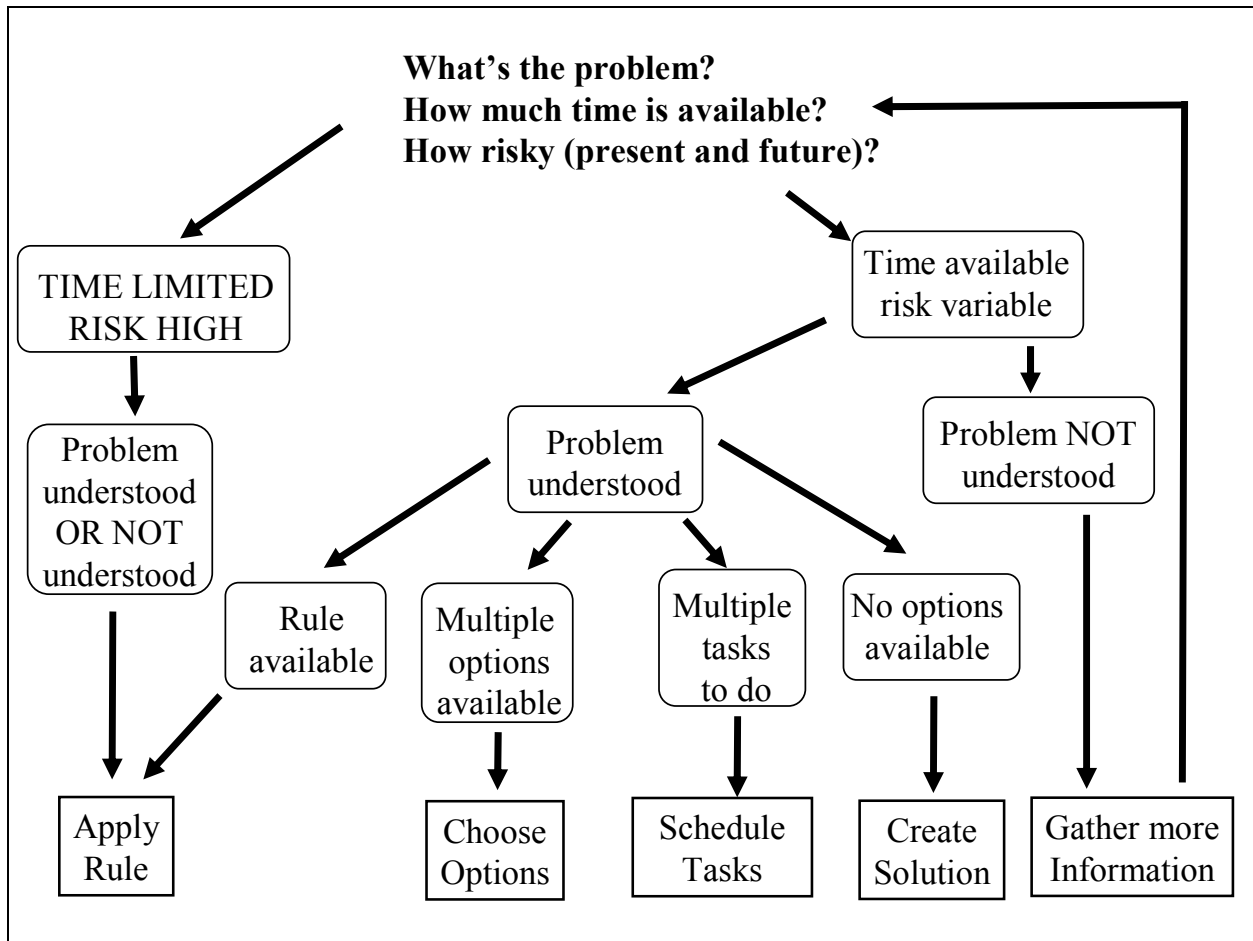 What's the problem?
How much time is available?
How risky (present and future)?
TIME LIMITED
RISK HIGH
Time available
risk variable
Problem
understood
OR NOT
understood
Problem
understood
Problem NOT
understood
Rule
available
Multiple
options
available
Multiple
tasks
to do
No options
available
Apply
Rule
Choose
Options
Schedule
Tasks
Create
Solution
Gather more
Information